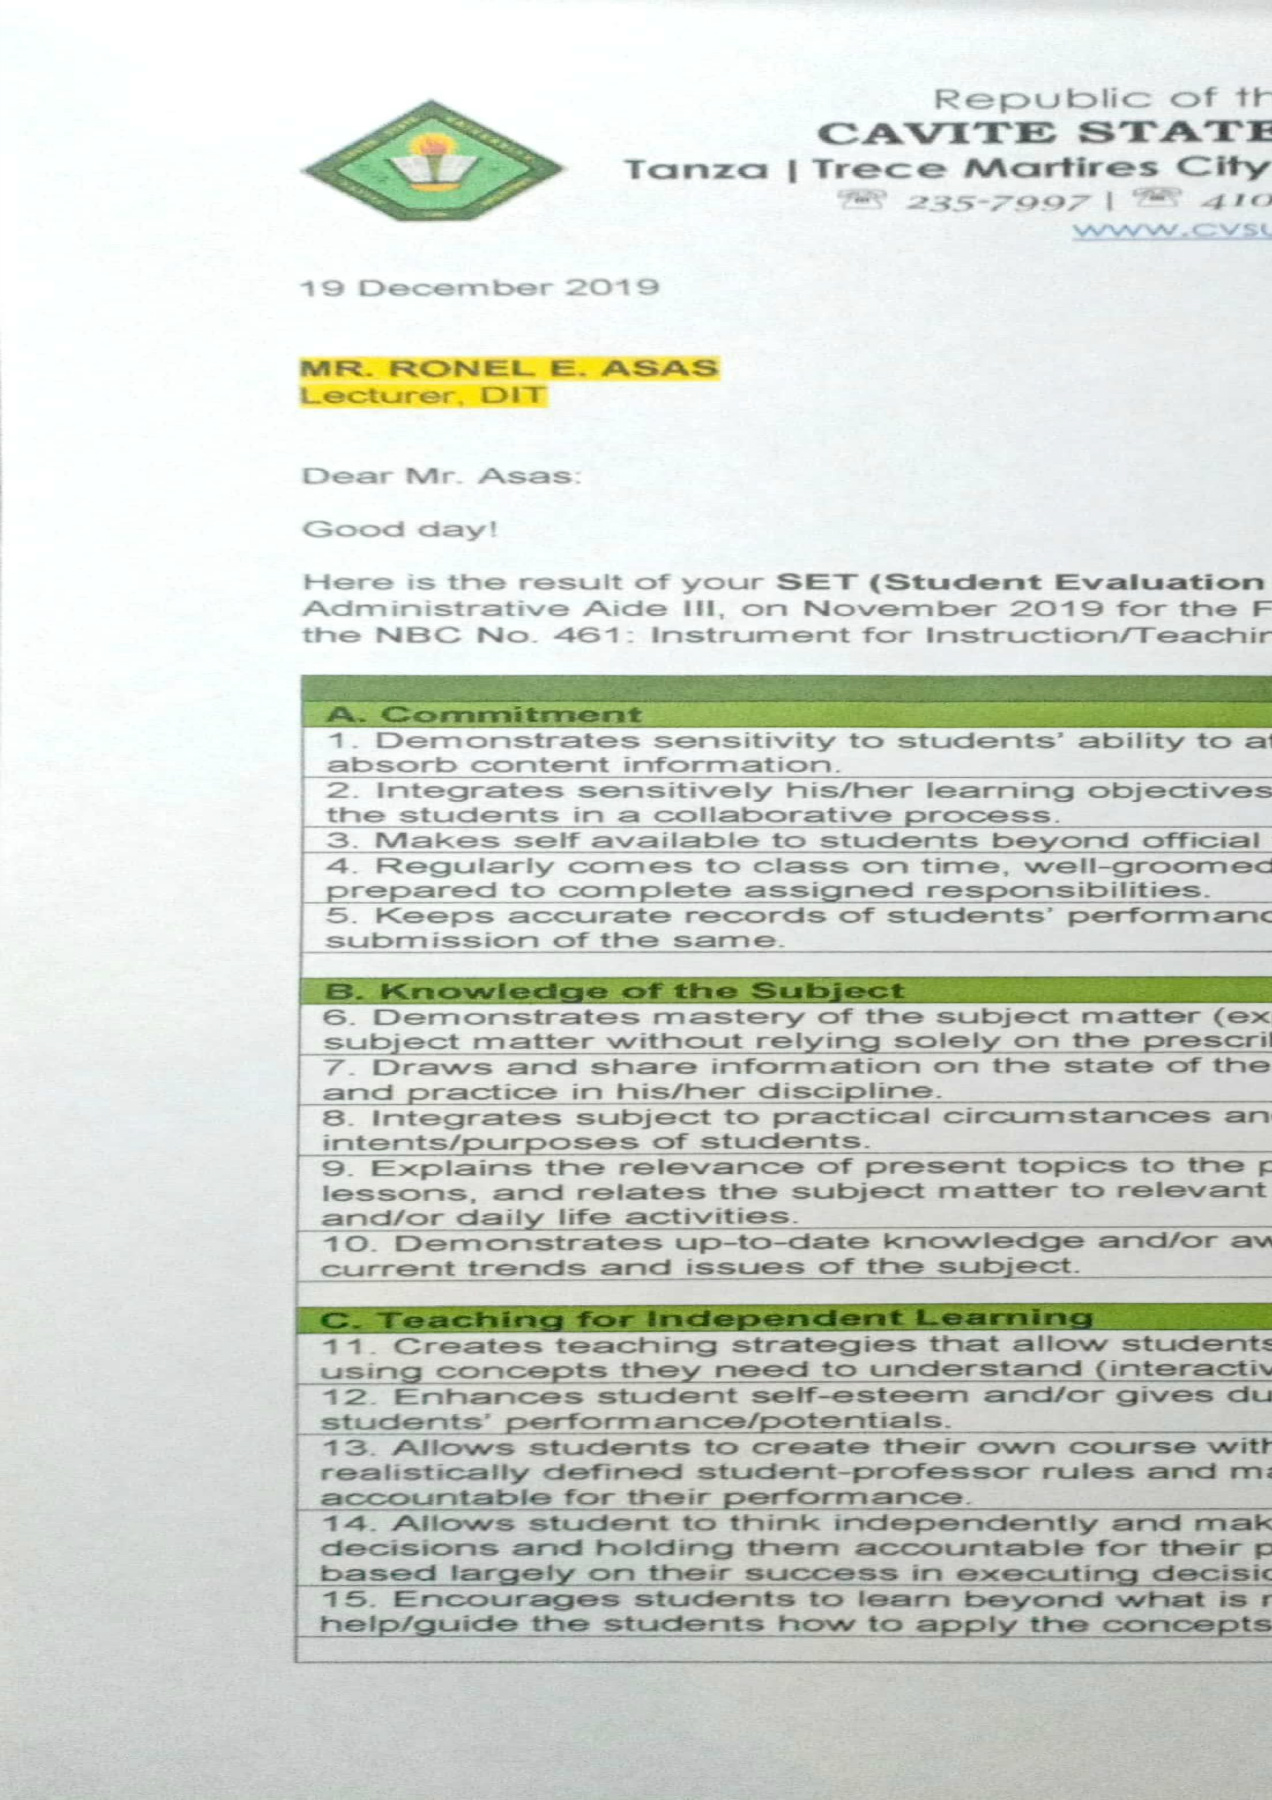 Republic of th
CAVITE STATE
Tanza | Trece Martires City
235-7997 | 410
www.cvsu
19 December 2019
MR. RONEL E. ASAS
Lecturer, DIT
Dear Mr. Asas:
Good day!
Here is the result of your SET (Student Evaluation
Administrative Aide III, on November 2019 for the F
the NBC No. 461: Instrument for Instruction/Teachin
A. Commitment
1. Demonstrates sensitivity to students' ability to at
absorb content information.
2. Integrates sensitively his/her learning objectives
the students in a collaborative process.
3. Makes self available to students beyond official
4. Regularly comes to class on time, well-groomed
prepared to complete assigned responsibilities.
5. Keeps accurate records of students' performanc
submission of the same.
B. Knowledge of the Subject
6. Demonstrates mastery of the subject matter (ex
subject matter without relying solely on the prescri
7. Draws and share information on the state of the
and practice in his/her discipline.
8. Integrates subject to practical circumstances an
intents/purposes of students.
9. Explains the relevance of present topics to the p
lessons, and relates the subject matter to relevant
and/or daily life activities.
10. Demonstrates up-to-date knowledge and/or aw
current trends and issues of the subject.
C. Teaching for Independent Learning
11. Creates teaching strategies that allow students
using concepts they need to understand (interactiv
12. Enhances student self-esteem and/or gives du
students' performance/potentials.
13. Allows students to create their own course with
realistically defined student-professor rules and ma
accountable for their performance.
14. Allows student to think independently and mak
decisions and holding them accountable for their p
based largely on their success in executing decisio
15. Encourages students to learn beyond what is r
help/guide the students how to apply the concepts